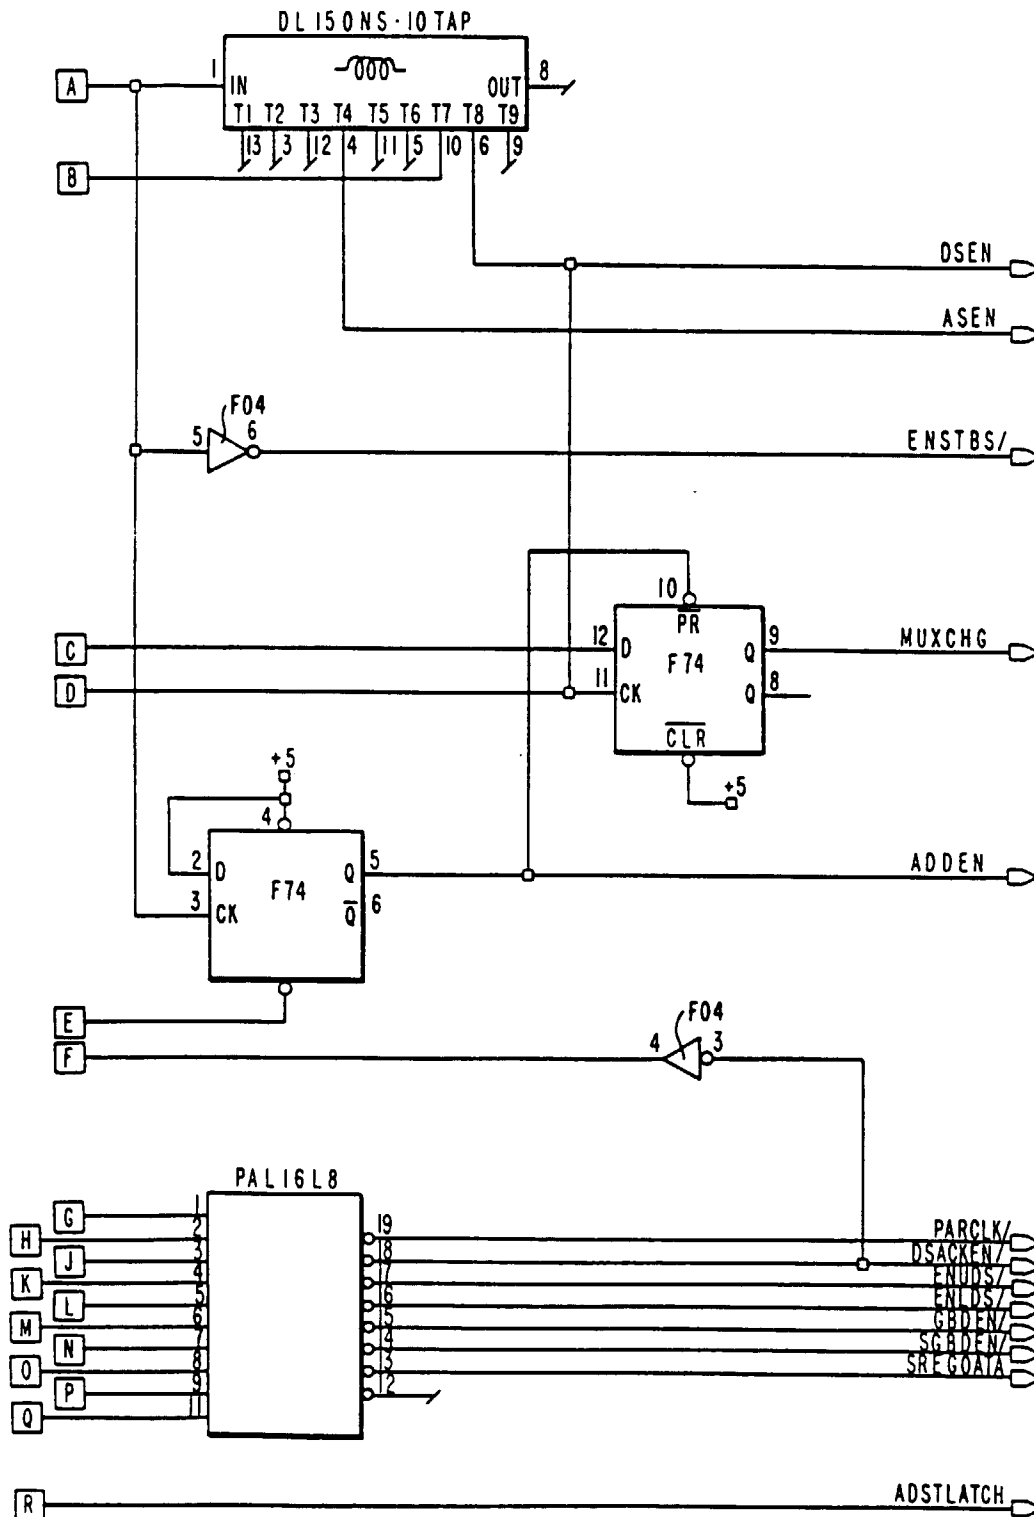 DL 150NS-10TAP
A
1
IN
OUT
8
T1 T2 T3 T4 T5 T6 T7 T8 T9
13 3 12 4 11 5 10 6 9
B
DSEN
ASEN
F04
5
6
ENSTBS/
10
PR
C
12
D
F74
Q
9
MUXCHG
D
11
CK
Q
8
CLR
+5
+5
4
2
D
F74
Q
5
ADDEN
3
CK
Q
6
E
F04
F
4
3
PAL16L8
G
1
H
2
19
PARCLK/
J
3
18
DSACKEN/
K
4
17
ENUDS/
L
5
16
ENLDS/
M
6
15
GBDEN/
N
7
14
SGBDEN/
O
8
13
SREGOATA
P
9
12
Q
11
R
ADSTLATCH